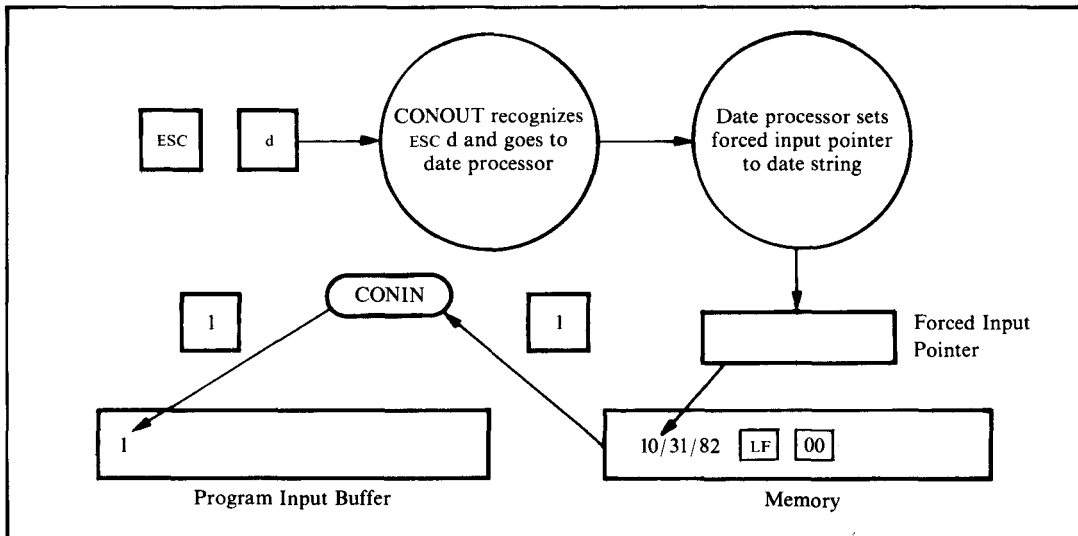 ESC
d
CONOUT recognizes
ESC d and goes to
date processor
Date processor sets
forced input pointer
to date string
1
CONIN
1
Forced Input
Pointer
1
10/31/82 LF 00
Program Input Buffer
Memory